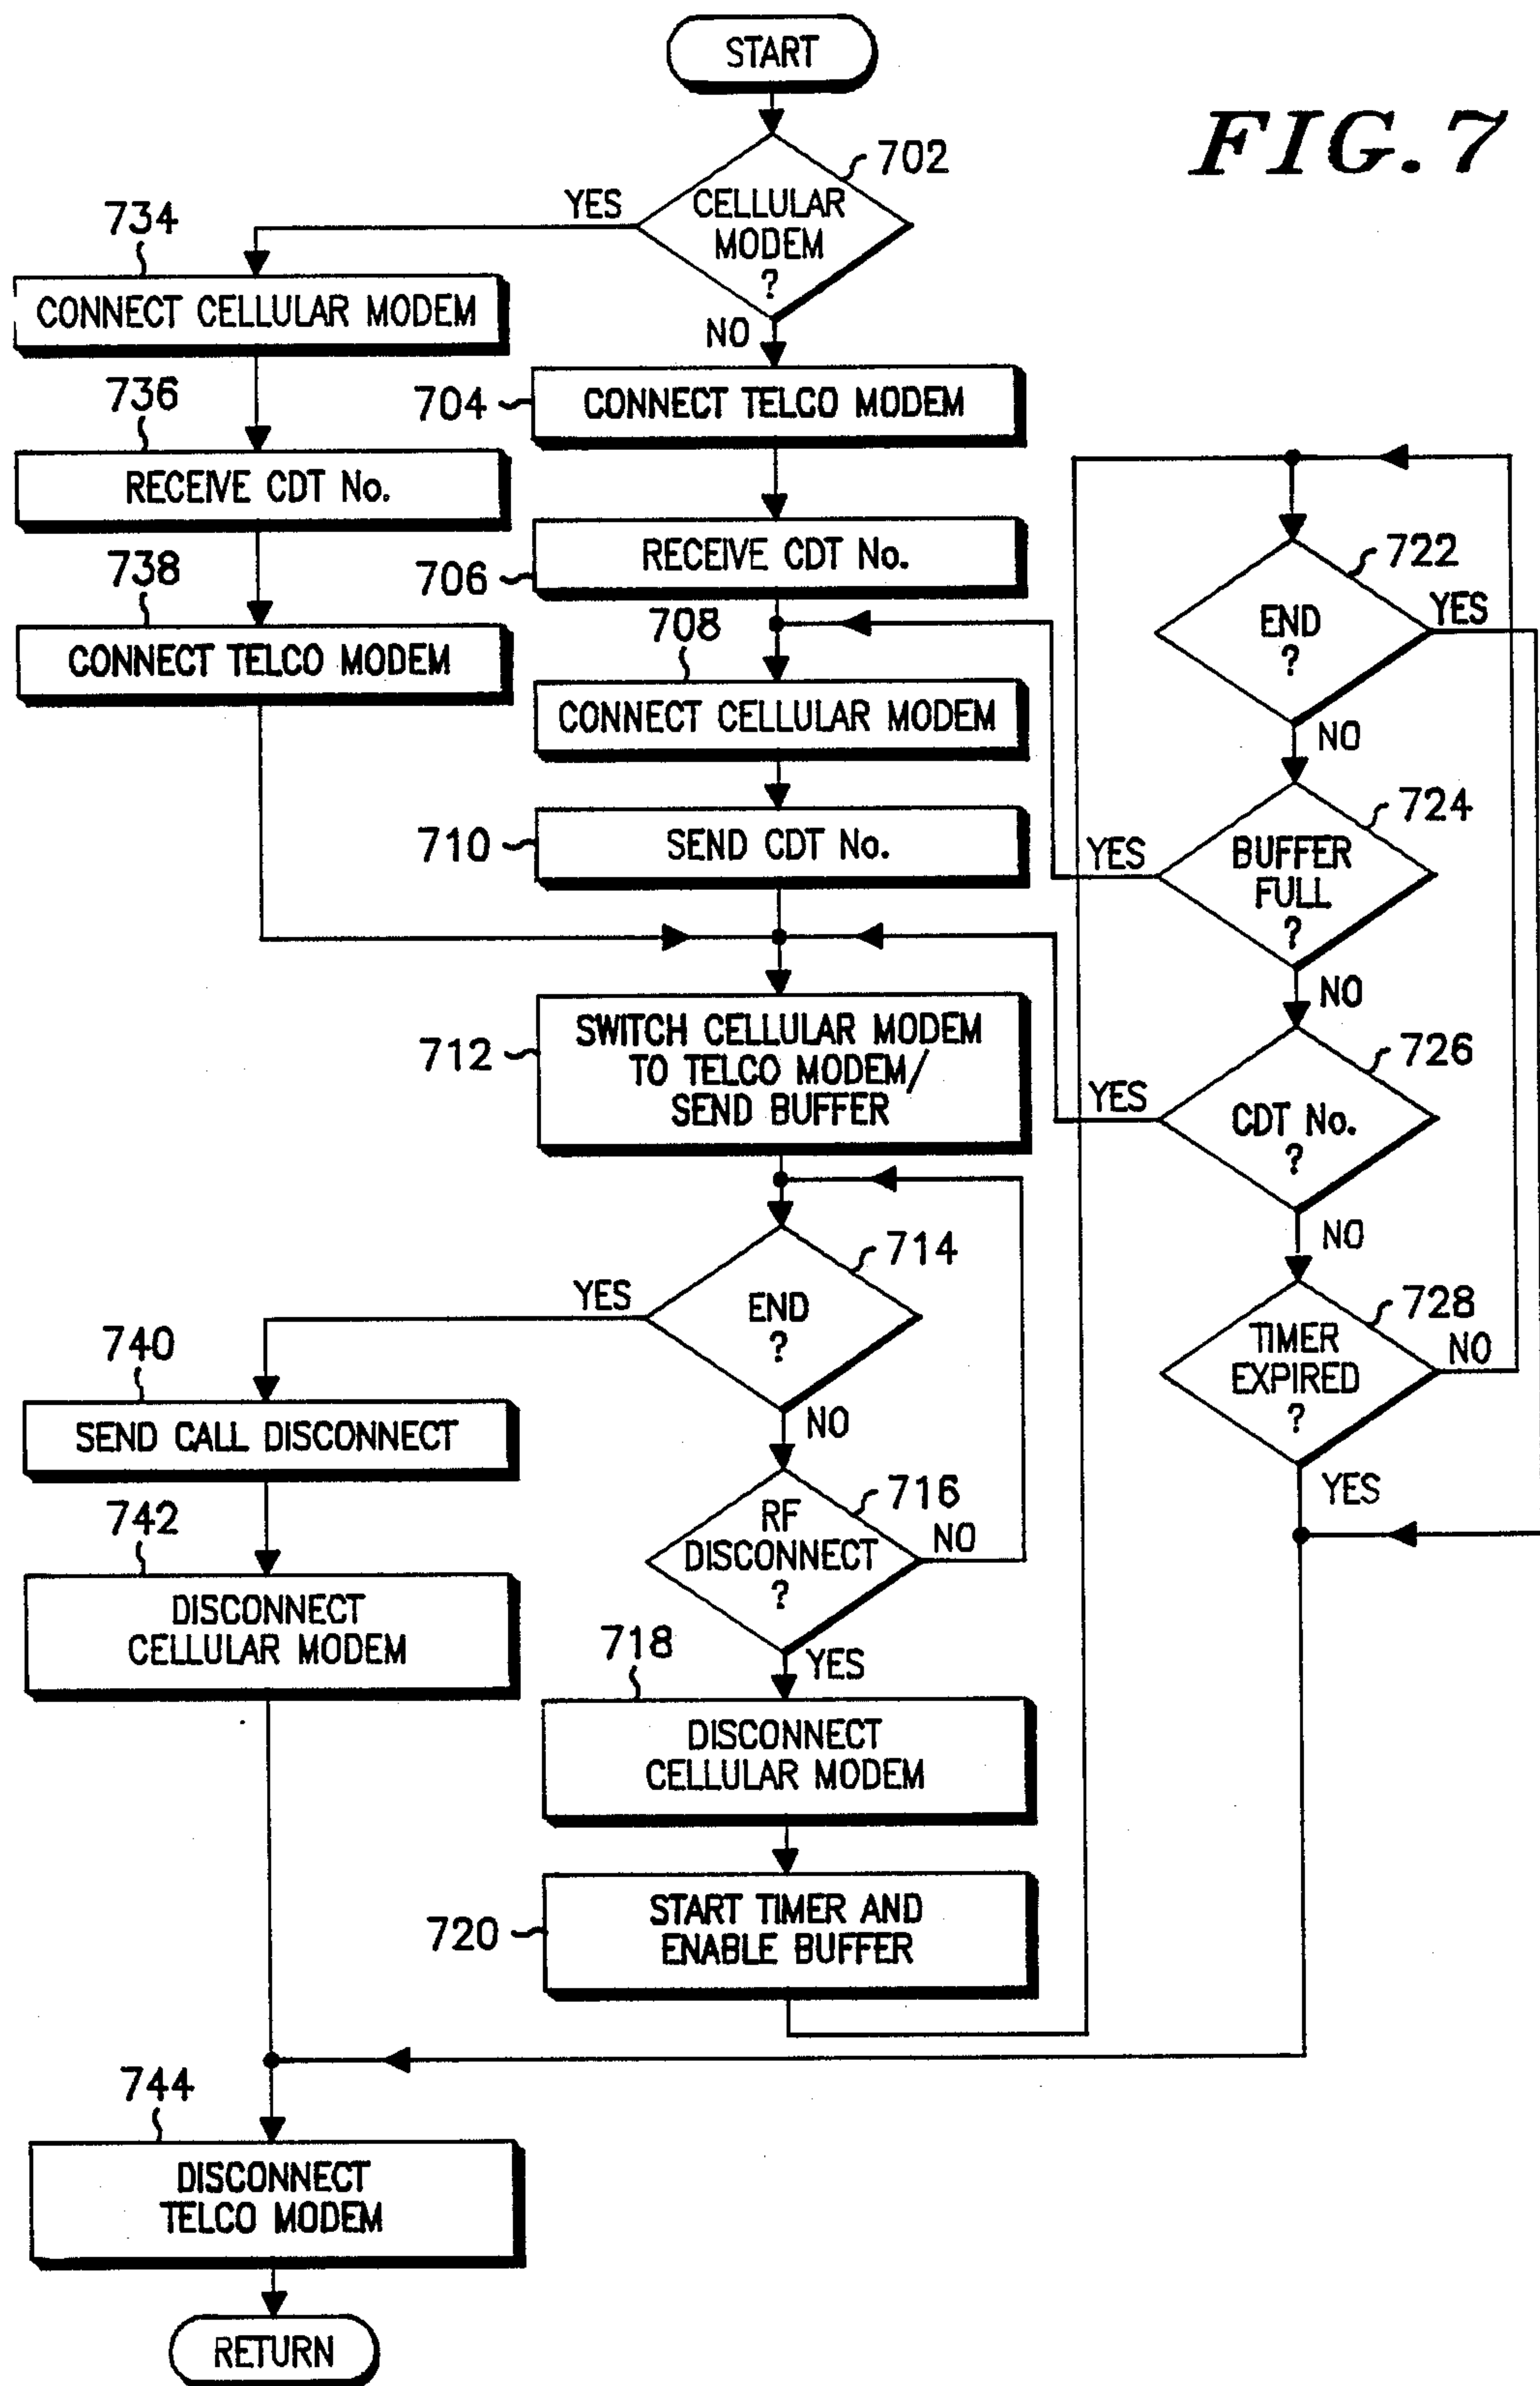 START
FIG. 7
702
CELLULAR
MODEM
?
YES
NO
734
CONNECT CELLULAR MODEM
736
RECEIVE CDT No.
738
CONNECT TELCO MODEM
704
CONNECT TELCO MODEM
706
RECEIVE CDT No.
708
CONNECT CELLULAR MODEM
710
SEND CDT No.
712
SWITCH CELLULAR MODEM
TO TELCO MODEM/
SEND BUFFER
714
END
?
YES
NO
716
RF
DISCONNECT
?
NO
YES
718
DISCONNECT
CELLULAR MODEM
720
START TIMER AND
ENABLE BUFFER
722
END
?
YES
NO
724
BUFFER
FULL
?
YES
NO
726
CDT No.
?
YES
NO
728
TIMER
EXPIRED
?
NO
YES
740
SEND CALL DISCONNECT
742
DISCONNECT
CELLULAR MODEM
744
DISCONNECT
TELCO MODEM
RETURN